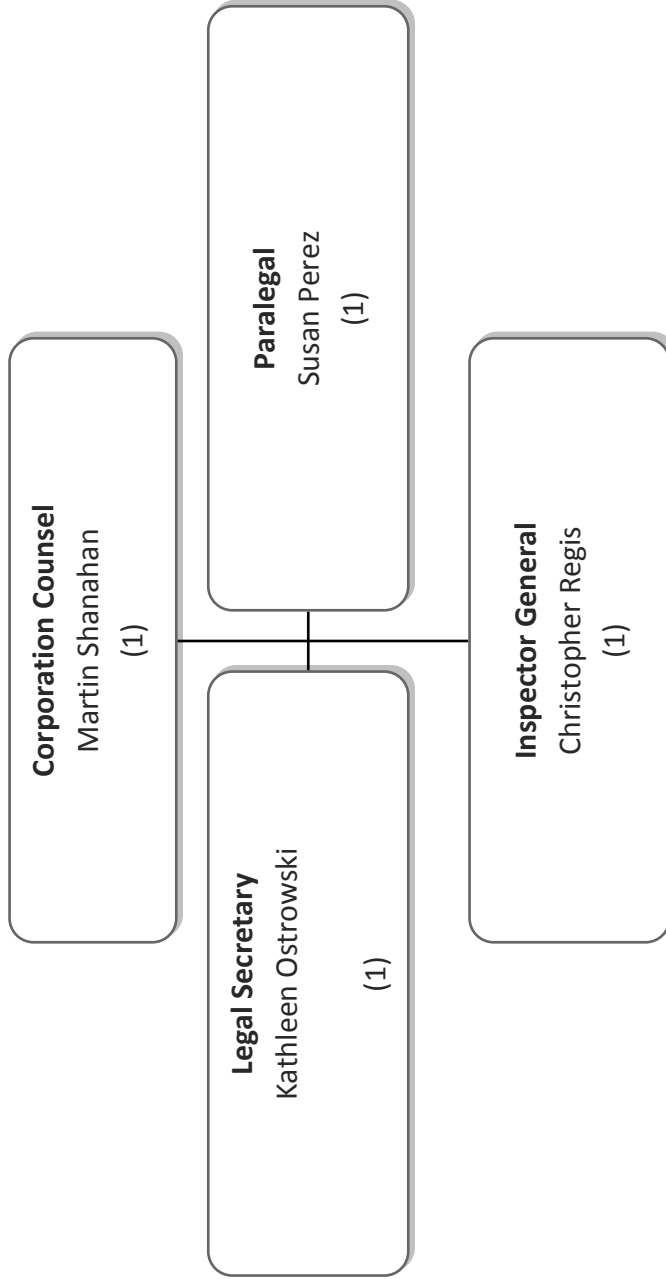 Corporation Counsel
Martin Shanahan
(1)
Legal Secretary
Kathleen Ostrowski
(1)
Paralegal
Susan Perez
(1)
Inspector General
Christopher Regis
(1)